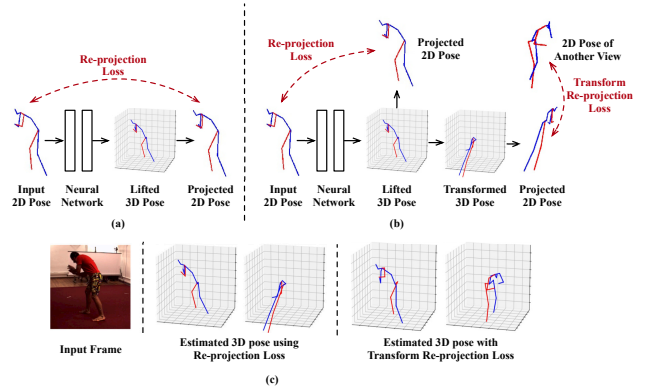 Re-projection
Loss
Input
2D Pose
Neural
Network
Lifted
3D Pose
Projected
2D Pose
(a)
Re-projection
Loss
Projected
2D Pose
2D Pose of
Another View
Transform
Re-projection
Loss
Input
2D Pose
Neural
Network
Lifted
3D Pose
Transformed
3D Pose
Projected
2D Pose
(b)
Input Frame
Estimated 3D pose using
Re-projection Loss
Estimated 3D pose with
Transform Re-projection Loss
(c)